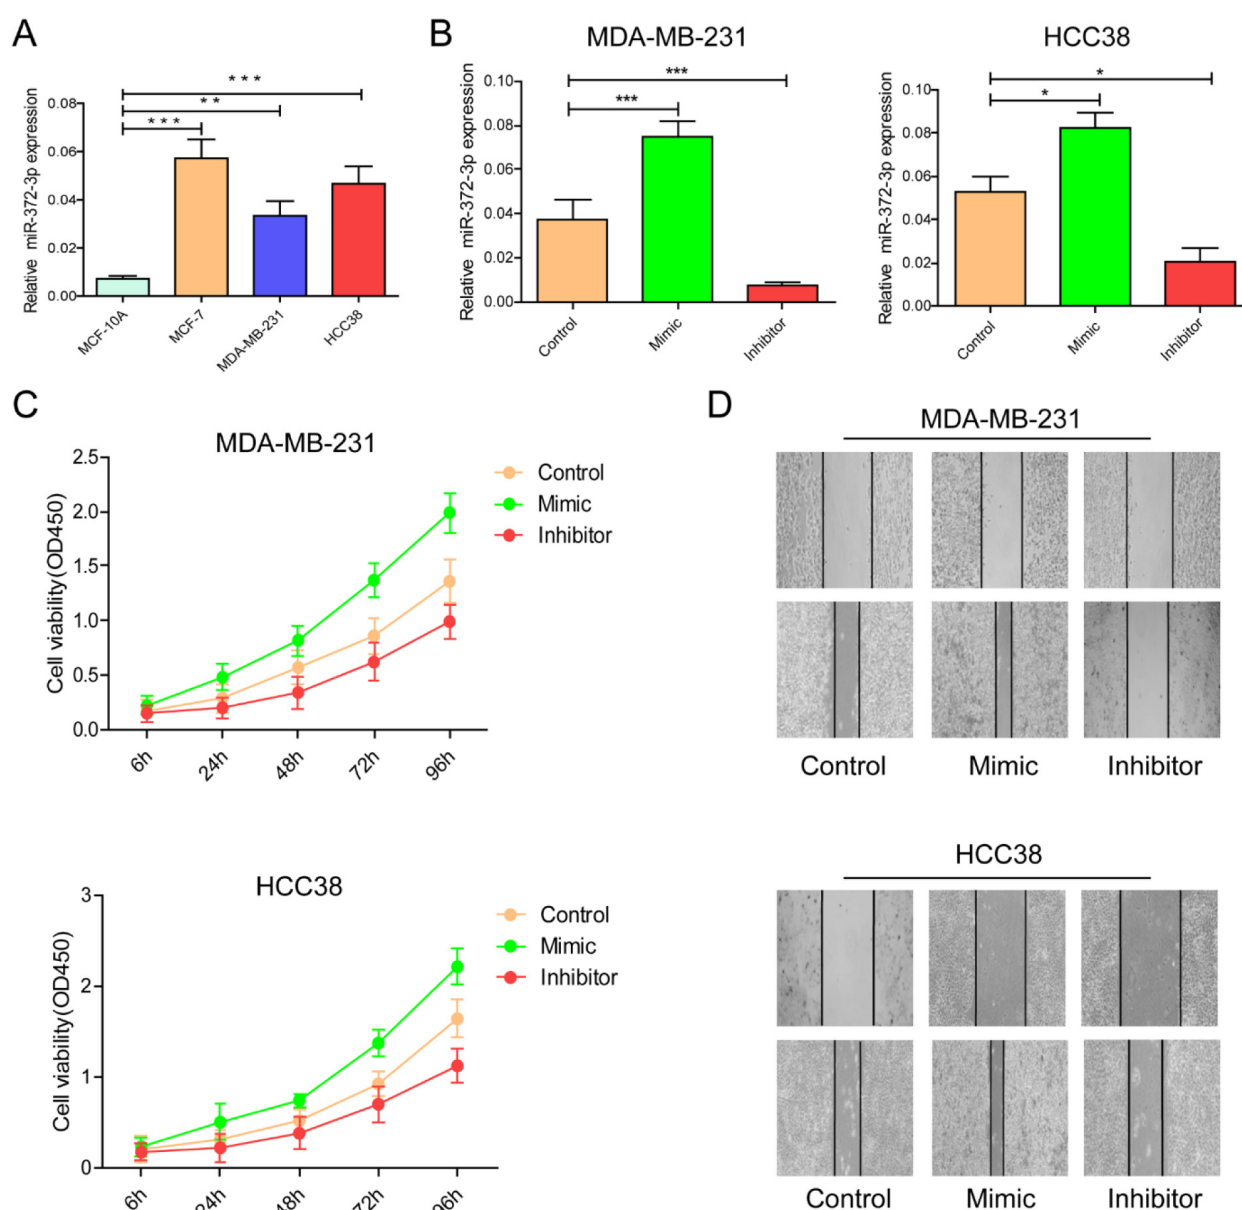 A
Relative miR-372-3p expression
0.08
0.06
0.04
0.02
0.00
* * *
* *
* * *
MCF-10A
MCF-7
MDA-MB-231
HCC38
B
MDA-MB-231
Relative miR-372-3p expression
0.10
0.08
0.06
0.04
0.02
0.00
***
***
Control
Mimic
Inhibitor
HCC38
Relative miR-372-3p expression
0.10
0.08
0.06
0.04
0.02
0.00
*
*
Control
Mimic
Inhibitor
C
MDA-MB-231
Cell viability(OD450)
2.5
2.0
1.5
1.0
0.5
0.0
6h
24h
48h
72h
96h
Control
Mimic
Inhibitor
HCC38
Cell viability(OD450)
3
2
1
0
6h
24h
48h
72h
96h
Control
Mimic
Inhibitor
D
MDA-MB-231
Control Mimic Inhibitor
HCC38
Control Mimic Inhibitor